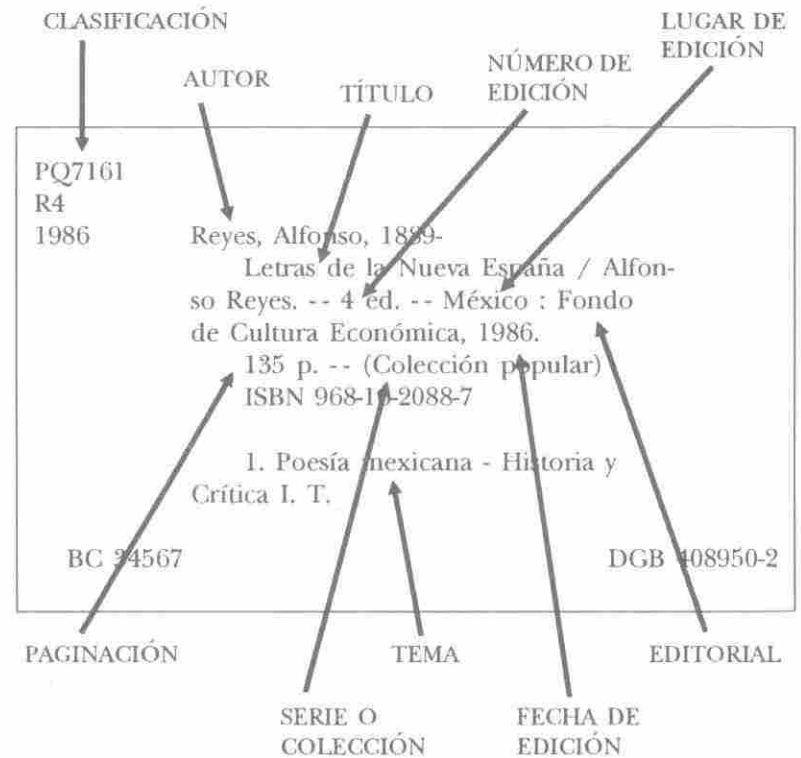 CLASIFICACIÓN
AUTOR
TÍTULO
NÚMERO DE
EDICIÓN
LUGAR DE
EDICIÓN
PQ7161
R4
1986
Reyes, Alfonso, 1889-
Letras de la Nueva España / Alfon-
so Reyes. -- 4 ed. -- México : Fondo
de Cultura Económica, 1986.
135 p. -- (Colección popular)
ISBN 968-16-2088-7
1. Poesía mexicana - Historia y
Crítica I. T.
BC 34567
DGB 408950-2
PAGINACIÓN
TEMA
EDITORIAL
SERIE O
COLECCIÓN
FECHA DE
EDICIÓN